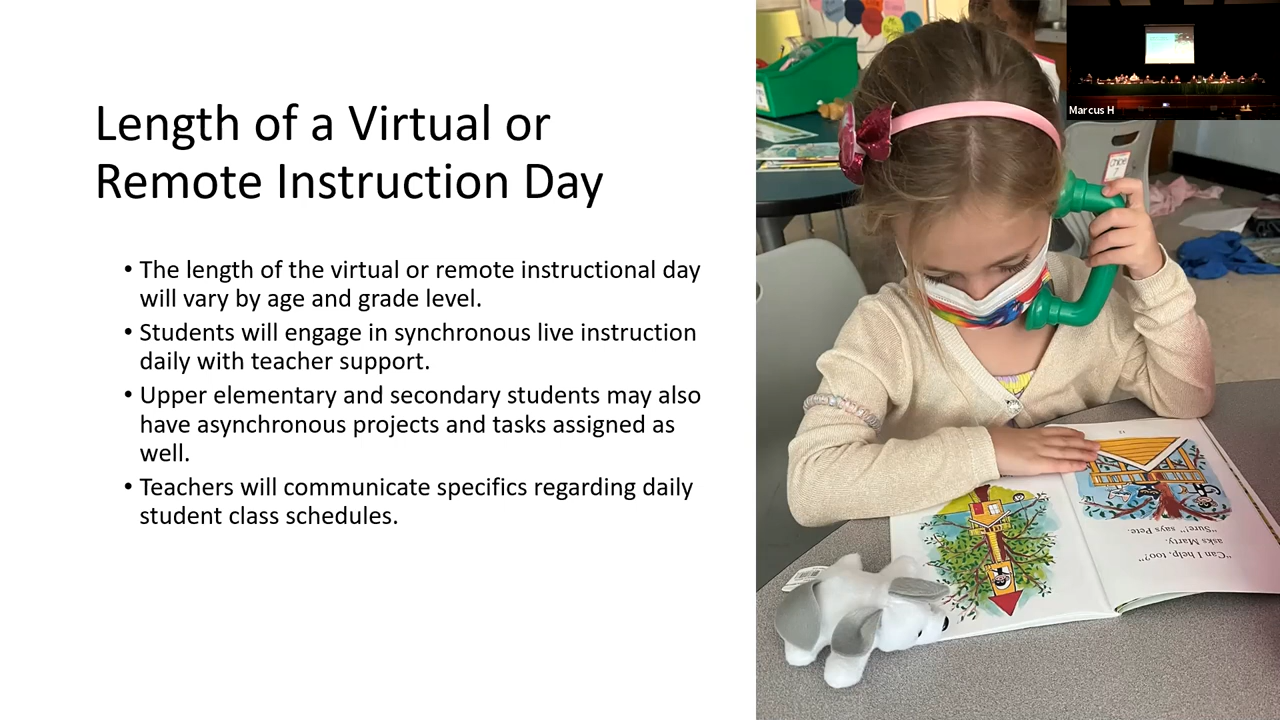 Length of a Virtual or
Remote Instruction Day
• The length of the virtual or remote instructional day
will vary by age and grade level.
• Students will engage in synchronous live instruction
daily with teacher support.
• Upper elementary and secondary students may also
have asynchronous projects and tasks assigned as
well.
• Teachers will communicate specifics regarding daily
student class schedules.
Marcus H
"Can I help, too?"
asks Marty.
"Sure!" says Pete.